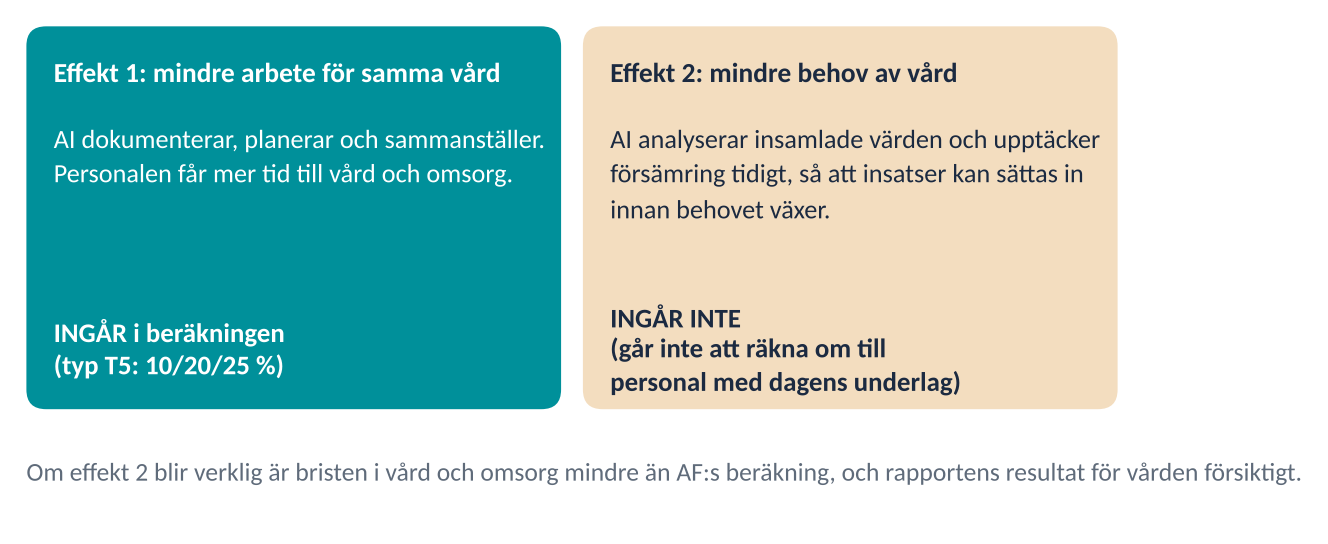 Effekt 1: mindre arbete för samma vård
AI dokumenterar, planerar och sammanställer.
Personalen får mer tid till vård och omsorg.
INGÅR i beräkningen
(typ T5: 10/20/25 %)
Effekt 2: mindre behov av vård
AI analyserar insamlade värden och upptäcker
försämring tidigt, så att insatser kan sättas in
innan behovet växer.
INGÅR INTE
(går inte att räkna om till
personal med dagens underlag)
Om effekt 2 blir verklig är bristen i vård och omsorg mindre än AF:s beräkning, och rapportens resultat för vården försiktigt.